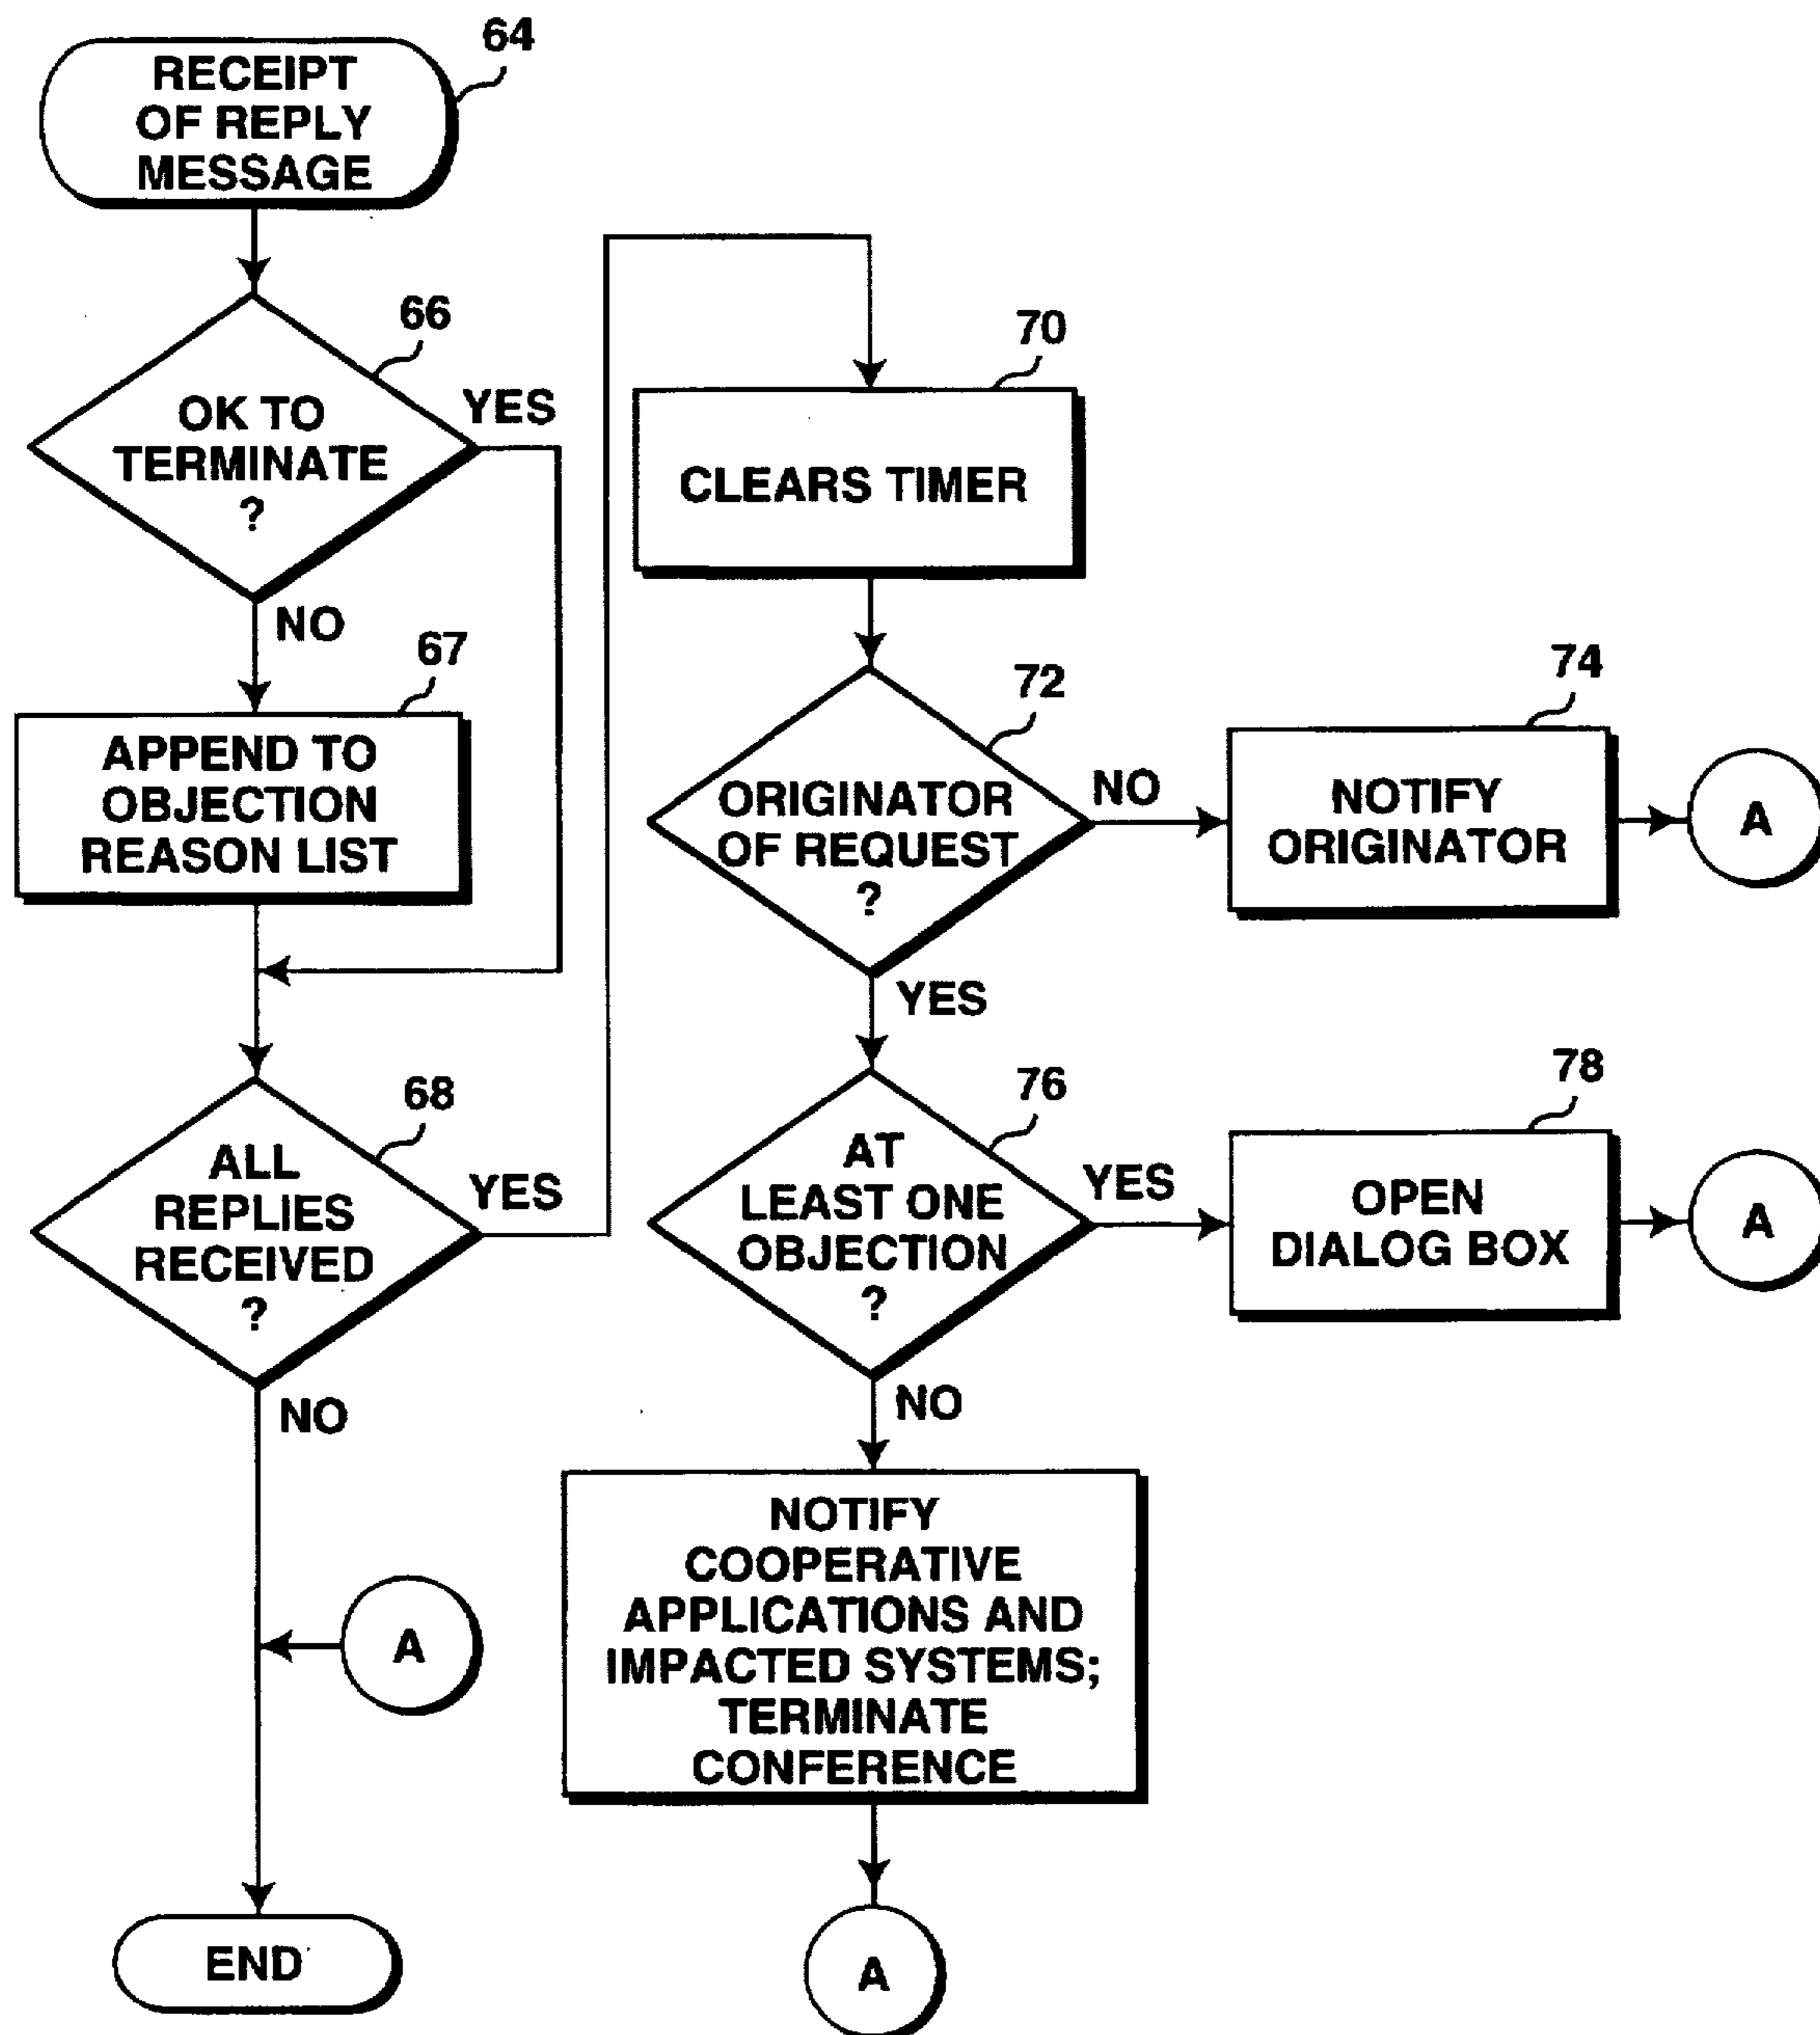 64
RECEIPT
OF REPLY
MESSAGE
66
OK TO
TERMINATE
?
YES
NO
67
APPEND TO
OBJECTION
REASON LIST
68
ALL
REPLIES
RECEIVED
?
YES
NO
A
END
70
CLEARS TIMER
72
ORIGINATOR
OF REQUEST
?
NO
YES
74
NOTIFY
ORIGINATOR
A
76
AT
LEAST ONE
OBJECTION
?
YES
NO
78
OPEN
DIALOG BOX
A
NOTIFY
COOPERATIVE
APPLICATIONS AND
IMPACTED SYSTEMS;
TERMINATE
CONFERENCE
A